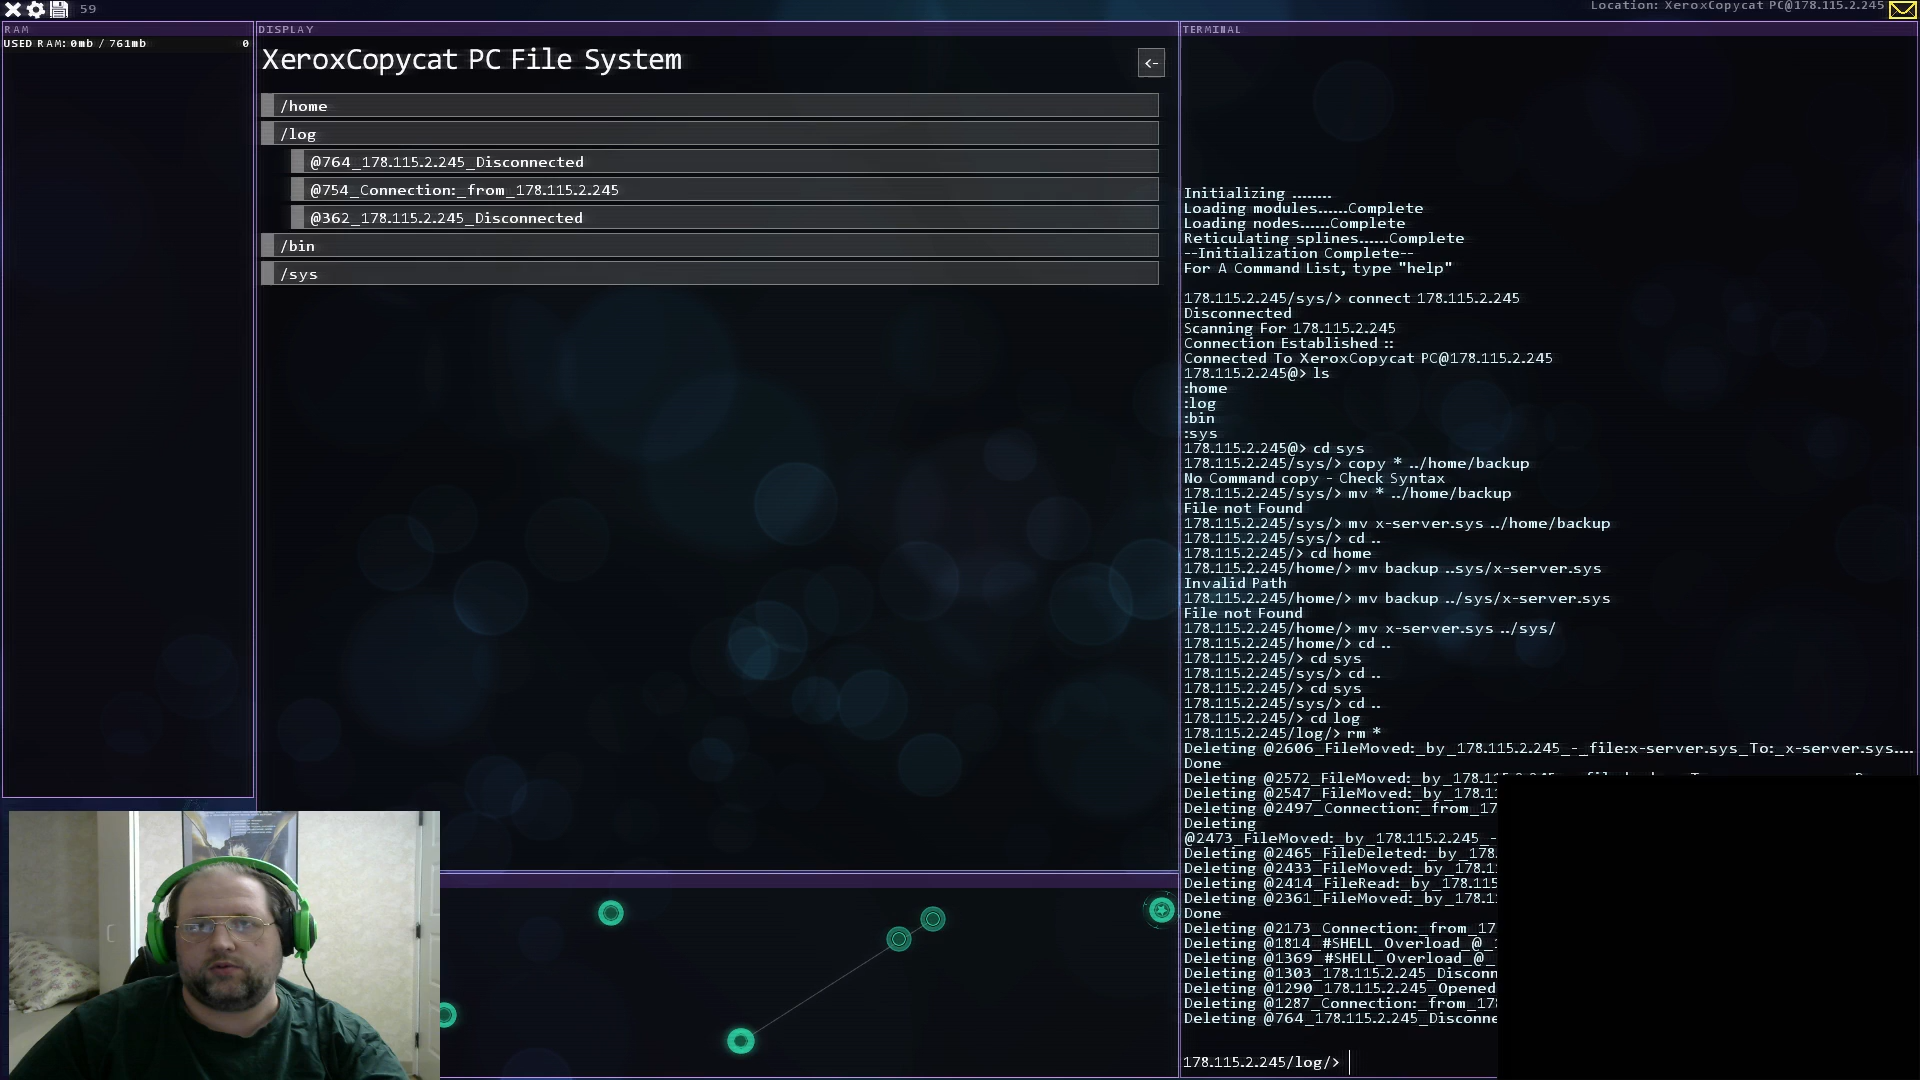 59
Location: XeroxCopycat PC@178.115.2.245
RAM
USED RAM: 0mb / 761mb
0
DISPLAY
XeroxCopycat PC File System
<-
/home
/log
@764_178.115.2.245_Disconnected
@754_Connection:_from_178.115.2.245
@362_178.115.2.245_Disconnected
/bin
/sys
TERMINAL
Initializing ........
Loading modules......Complete
Loading nodes......Complete
Reticulating splines......Complete
--Initialization Complete--
For A Command List, type "help"
178.115.2.245/sys/> connect 178.115.2.245
Disconnected
Scanning For 178.115.2.245
Connection Established ::
Connected To XeroxCopycat PC@178.115.2.245
178.115.2.245@> ls
:home
:log
:bin
:sys
178.115.2.245@> cd sys
178.115.2.245/sys/> copy * ../home/backup
No Command copy - Check Syntax
178.115.2.245/sys/> mv * ../home/backup
File not Found
178.115.2.245/sys/> mv x-server.sys ../home/backup
178.115.2.245/sys/> cd ..
178.115.2.245/> cd home
178.115.2.245/home/> mv backup ..sys/x-server.sys
Invalid Path
178.115.2.245/home/> mv backup ../sys/x-server.sys
File not Found
178.115.2.245/home/> mv x-server.sys ../sys/
178.115.2.245/home/> cd ..
178.115.2.245/> cd sys
178.115.2.245/sys/> cd ..
178.115.2.245/> cd sys
178.115.2.245/sys/> cd ..
178.115.2.245/> cd log
178.115.2.245/log/> rm *
Deleting @2606_FileMoved:_by_178.115.2.245_-_file:x-server.sys_To:_x-server.sys....
Done
Deleting @2572_FileMoved:_by_178.11
Deleting @2547_FileMoved:_by_178.11
Deleting @2497_Connection:_from_17
Deleting
@2473_FileMoved:_by_178.115.2.245_-
Deleting @2465_FileDeleted:_by_178.
Deleting @2433_FileMoved:_by_178.1
Deleting @2414_FileRead:_by_178.115
Deleting @2361_FileMoved:_by_178.1
Done
Deleting @2173_Connection:_from_17
Deleting @1814_#SHELL_Overload_@_
Deleting @1369_#SHELL_Overload_@_
Deleting @1303_178.115.2.245_Disconn
Deleting @1290_178.115.2.245_Opened
Deleting @1287_Connection:_from_178
Deleting @764_178.115.2.245_Disconne
178.115.2.245/log/>